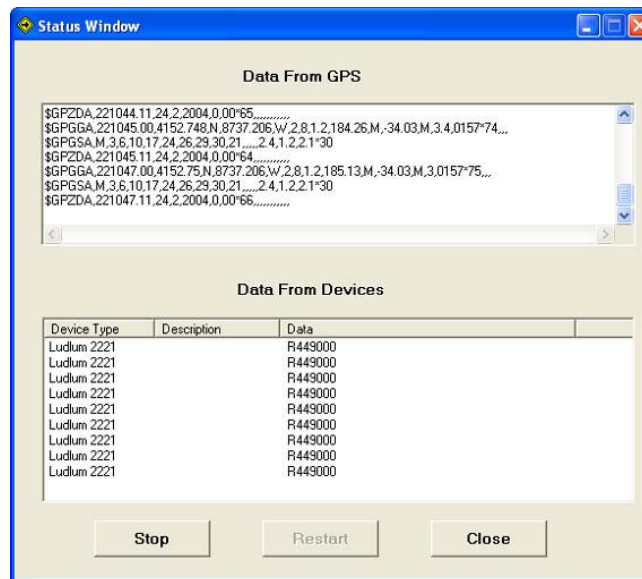 Status Window
Data From GPS
$GPZDA,221044.11,24,2,2004,0,00*65,,,,,,,,,,,
$GPGGA,221045.00,4152.748,N,8737.206,W,2,8,1.2,184.26,M,-34.03,M,3.4,0157*74,,,
$GPGSA,M,3,6,10,17,24,26,29,30,21,,,,,2.4,1.2,2.1*30
$GPZDA,221045.11,24,2,2004,0,00*64,,,,,,,,,,,
$GPGGA,221047.00,4152.75,N,8737.206,W,2,8,1.2,185.13,M,-34.03,M,3,0157*75,,,
$GPGSA,M,3,6,10,17,24,26,29,30,21,,,,,2.4,1.2,2.1*30
$GPZDA,221047.11,24,2,2004,0,00*66,,,,,,,,,,,
Data From Devices
Device Type Description Data
Ludlum 2221 R449000
Ludlum 2221 R449000
Ludlum 2221 R449000
Ludlum 2221 R449000
Ludlum 2221 R449000
Ludlum 2221 R449000
Ludlum 2221 R449000
Ludlum 2221 R449000
Ludlum 2221 R449000
Stop Restart Close